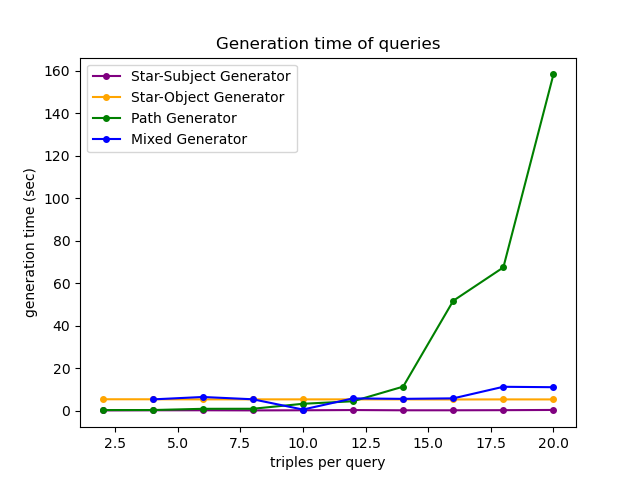 Generation time of queries
Star-Subject Generator
Star-Object Generator
Path Generator
Mixed Generator
160
140
120
100
80
60
40
20
0
generation time (sec)
2.5 5.0 7.5 10.0 12.5 15.0 17.5 20.0
triples per query